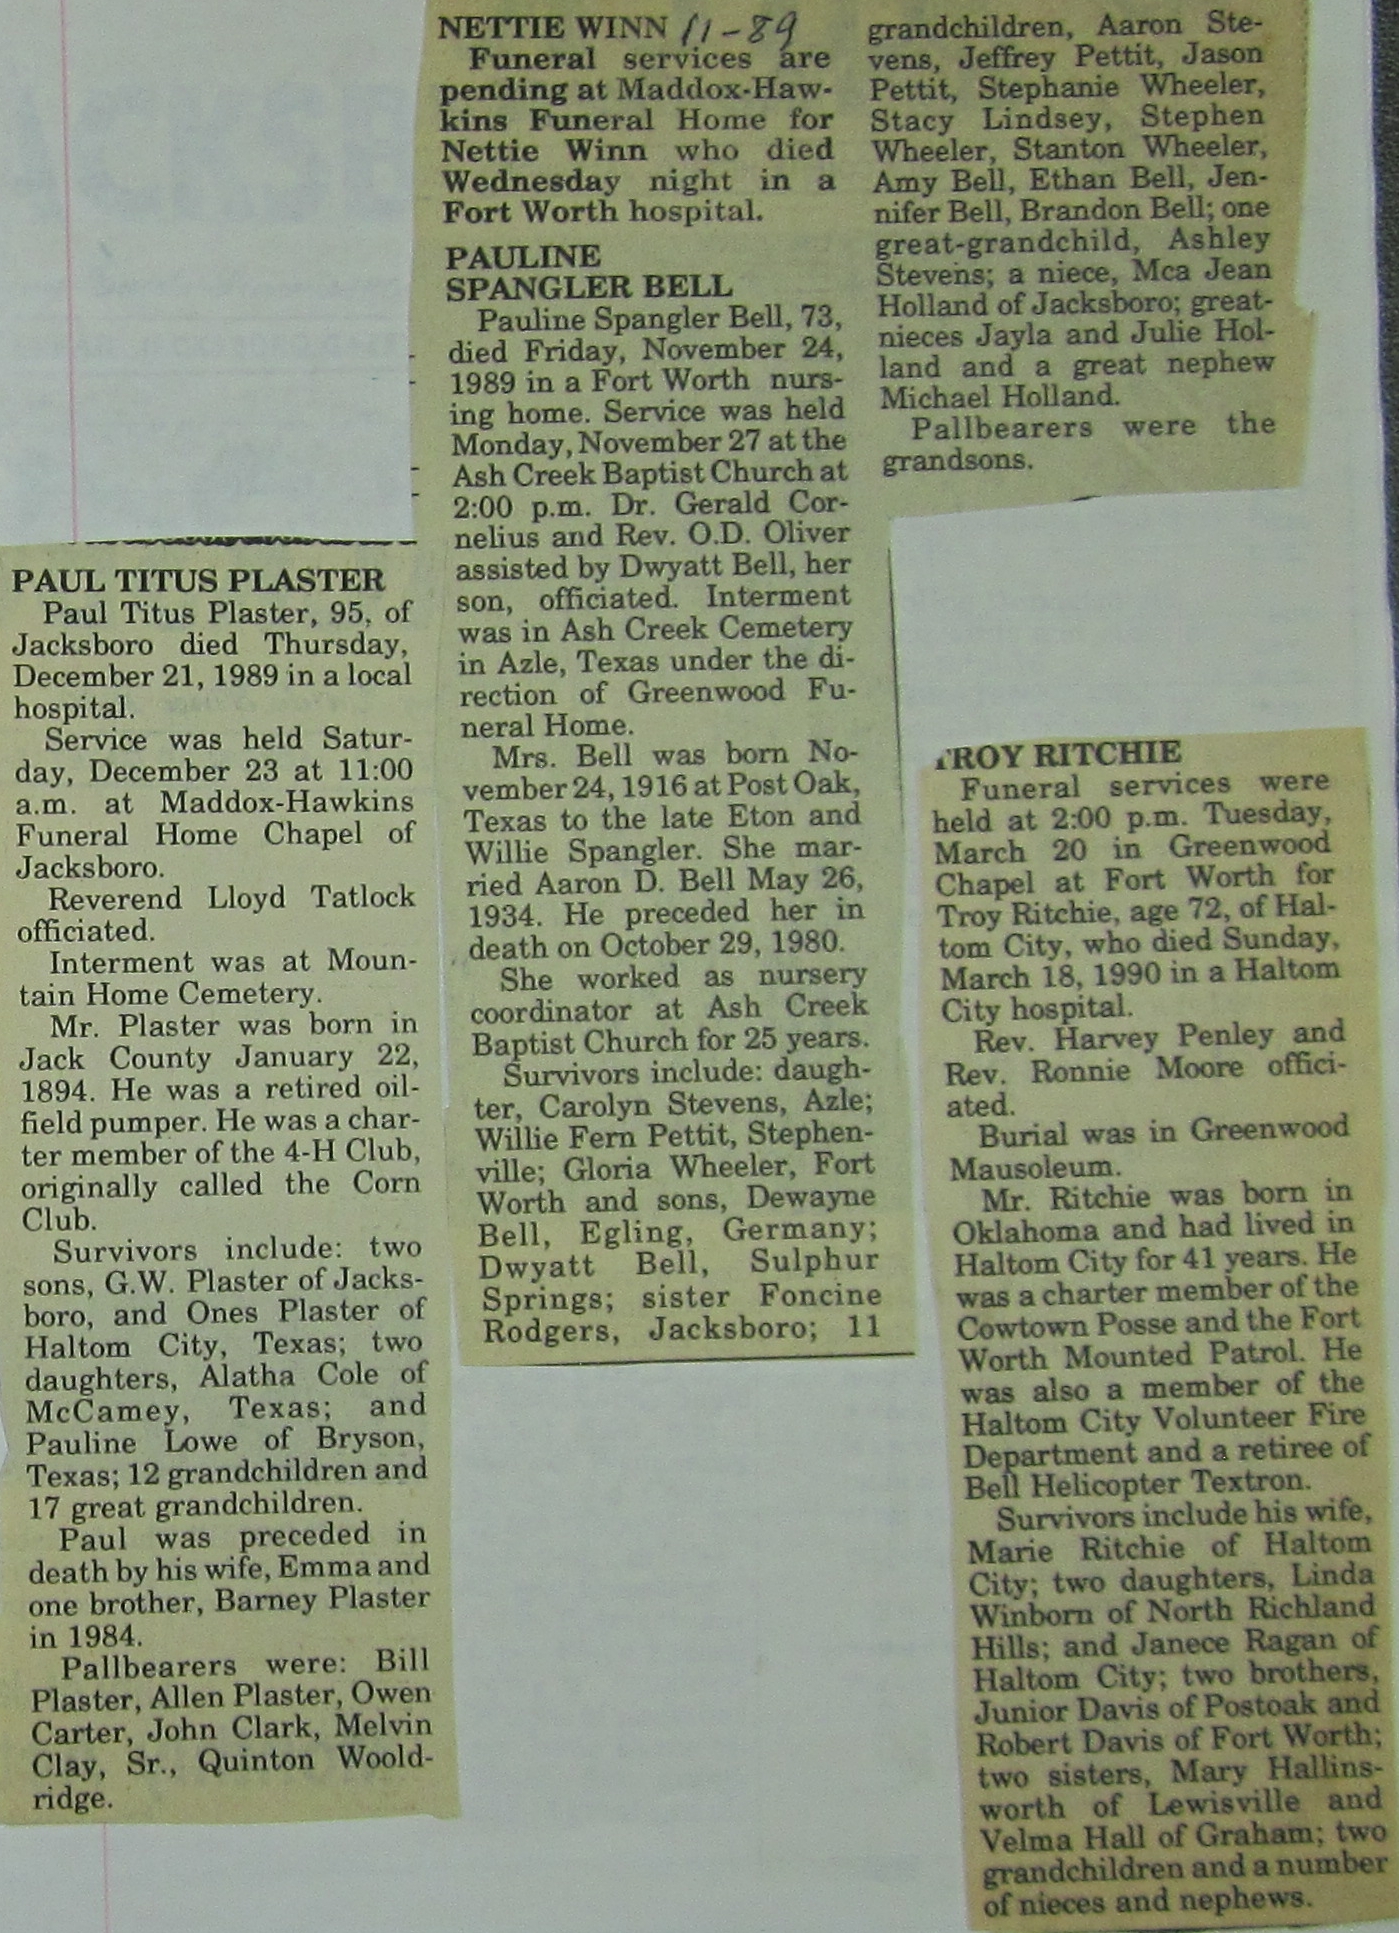 NETTIE WINN 11-89
Funeral services are
pending at Maddox-Haw-
kins Funeral Home for
Nettie Winn who died
Wednesday night in a
Fort Worth hospital.
PAULINE
SPANGLER BELL
Pauline Spangler Bell, 73,
died Friday, November 24,
1989 in a Fort Worth nurs-
ing home. Service was held
Monday, November 27 at the
Ash Creek Baptist Church at
2:00 p.m. Dr. Gerald Cor-
nelius and Rev. O.D. Oliver
assisted by Dwyatt Bell, her
son, officiated. Interment
was in Ash Creek Cemetery
in Azle, Texas under the di-
rection of Greenwood Fu-
neral Home.
Mrs. Bell was born No-
vember 24, 1916 at Post Oak,
Texas to the late Eton and
Willie Spangler. She mar-
ried Aaron D. Bell May 26,
1934. He preceded her in
death on October 29, 1980.
She worked as nursery
coordinator at Ash Creek
Baptist Church for 25 years.
Survivors include: daugh-
ter, Carolyn Stevens, Azle;
Willie Fern Pettit, Stephen-
ville; Gloria Wheeler, Fort
Worth and sons, Dewayne
Bell, Egling, Germany;
Dwyatt Bell, Sulphur
Springs; sister Foncine
Rodgers, Jacksboro; 11
grandchildren, Aaron Ste-
vens, Jeffrey Pettit, Jason
Pettit, Stephanie Wheeler,
Stacy Lindsey, Stephen
Wheeler, Stanton Wheeler,
Amy Bell, Ethan Bell, Jen-
nifer Bell, Brandon Bell; one
great-grandchild, Ashley
Stevens; a niece, Mca Jean
Holland of Jacksboro; great-
nieces Jayla and Julie Hol-
land and a great nephew
Michael Holland.
Pallbearers were the
grandsons.
PAUL TITUS PLASTER
Paul Titus Plaster, 95, of
Jacksboro died Thursday,
December 21, 1989 in a local
hospital.
Service was held Satur-
day, December 23 at 11:00
a.m. at Maddox-Hawkins
Funeral Home Chapel of
Jacksboro.
Reverend Lloyd Tatlock
officiated.
Interment was at Moun-
tain Home Cemetery.
Mr. Plaster was born in
Jack County January 22,
1894. He was a retired oil-
field pumper. He was a char-
ter member of the 4-H Club,
originally called the Corn
Club.
Survivors include: two
sons, G.W. Plaster of Jacks-
boro, and Ones Plaster of
Haltom City, Texas; two
daughters, Alatha Cole of
McCamey, Texas; and
Pauline Lowe of Bryson,
Texas; 12 grandchildren and
17 great grandchildren.
Paul was preceded in
death by his wife, Emma and
one brother, Barney Plaster
in 1984.
Pallbearers were: Bill
Plaster, Allen Plaster, Owen
Carter, John Clark, Melvin
Clay, Sr., Quinton Woold-
ridge.
TROY RITCHIE
Funeral services were
held at 2:00 p.m. Tuesday,
March 20 in Greenwood
Chapel at Fort Worth for
Troy Ritchie, age 72, of Hal-
tom City, who died Sunday,
March 18, 1990 in a Haltom
City hospital.
Rev. Harvey Penley and
Rev. Ronnie Moore offici-
ated.
Burial was in Greenwood
Mausoleum.
Mr. Ritchie was born in
Oklahoma and had lived in
Haltom City for 41 years. He
was a charter member of the
Cowtown Posse and the Fort
Worth Mounted Patrol. He
was also a member of the
Haltom City Volunteer Fire
Department and a retiree of
Bell Helicopter Textron.
Survivors include his wife,
Marie Ritchie of Haltom
City; two daughters, Linda
Winborn of North Richland
Hills; and Janece Ragan of
Haltom City; two brothers,
Junior Davis of Postoak and
Robert Davis of Fort Worth;
two sisters, Mary Hallins-
worth of Lewisville and
Velma Hall of Graham; two
grandchildren and a number
of nieces and nephews.